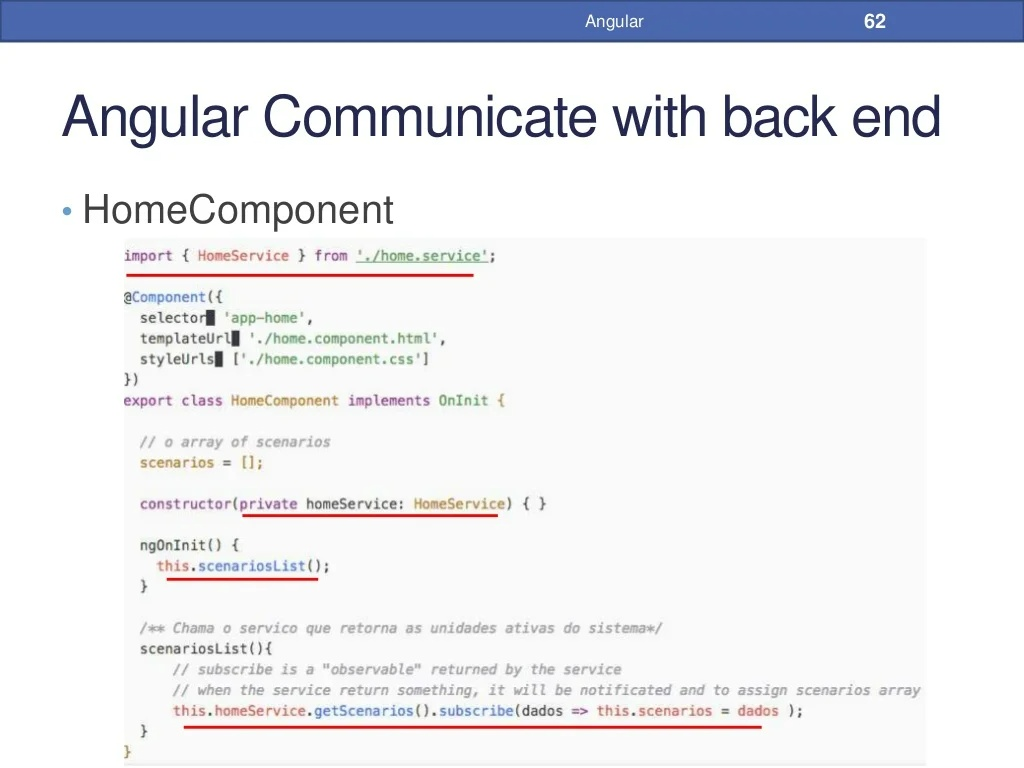 Angular 62
Angular Communicate with back end
• HomeComponent
import { HomeService } from './home.service';
@Component({
selector 'app-home',
templateUrl './home.component.html',
styleUrls ['./home.component.css']
})
export class HomeComponent implements OnInit {
// o array of scenarios
scenarios = [];
constructor(private homeService: HomeService) { }
ngOnInit() {
this.scenariosList();
}
/** Chama o servico que retorna as unidades ativas do sistema*/
scenariosList(){
// subscribe is a "observable" returned by the service
// when the service return something, it will be notificated and to assign scenarios array
this.homeService.getScenarios().subscribe(dados => this.scenarios = dados );
}
}